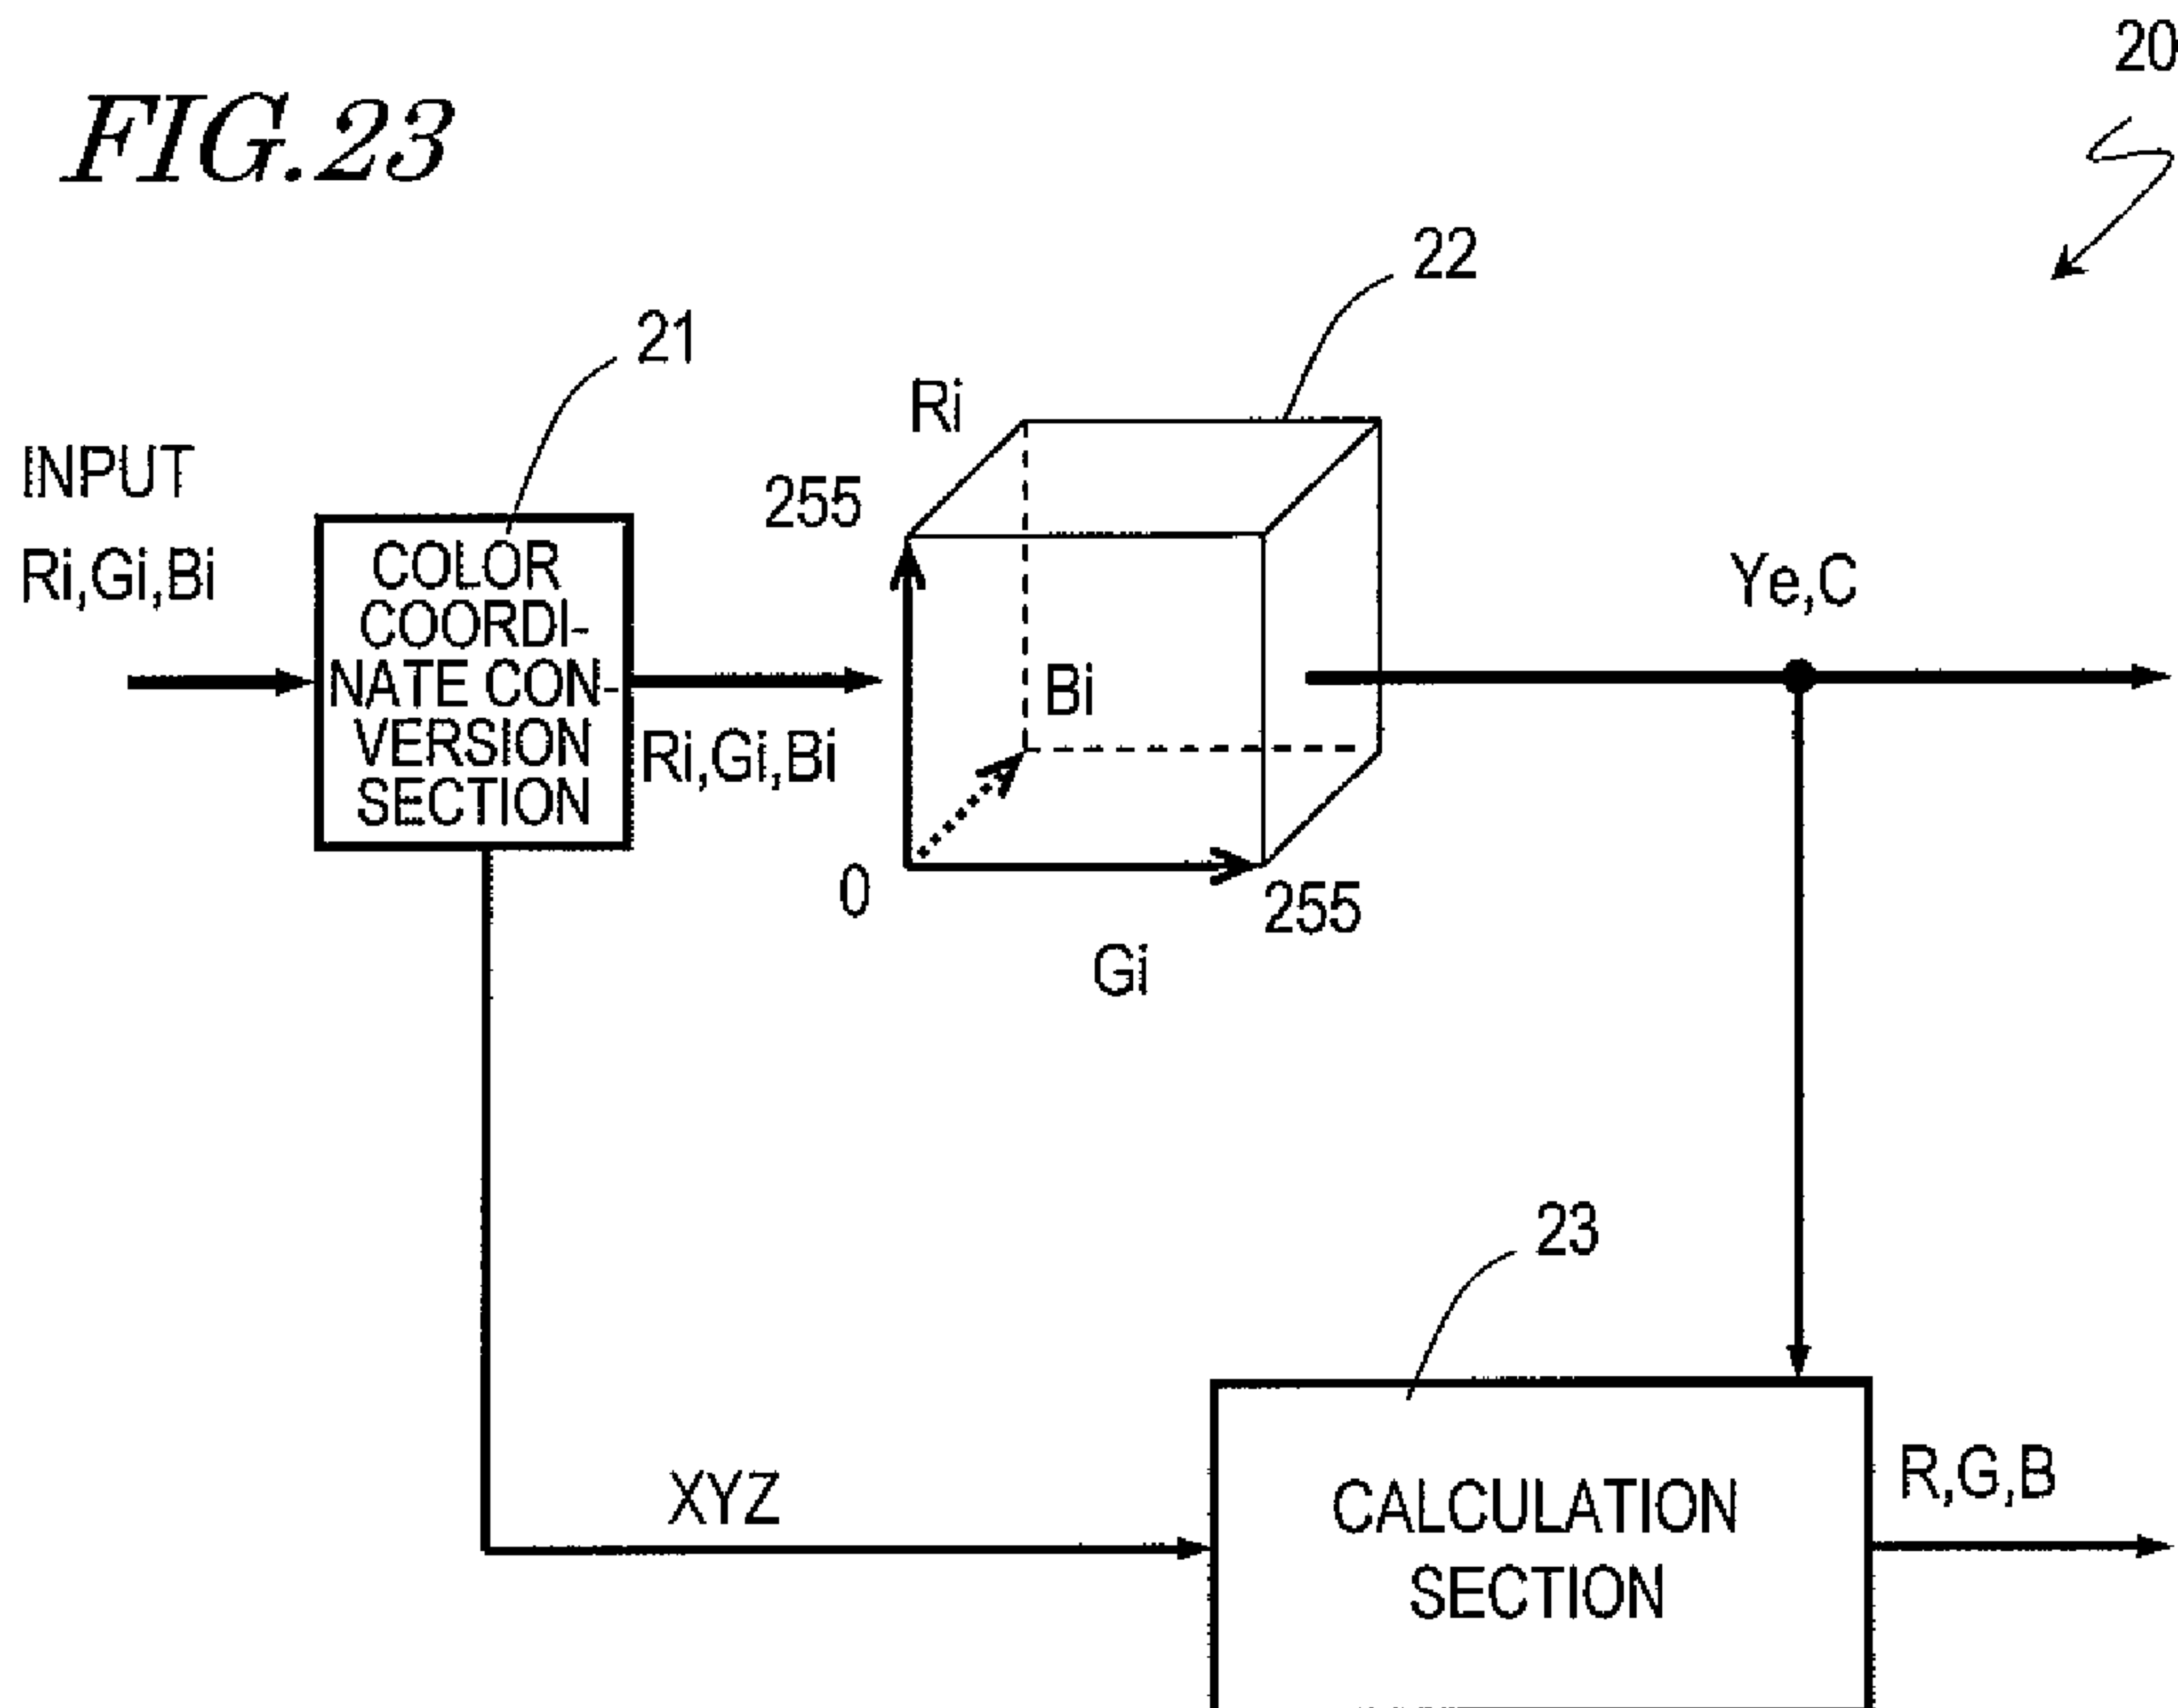 FIG.23
20
22
21
INPUT
Ri,Gi,Bi
COLOR
COORDI-
NATE CON-
VERSION
SECTION
Ri,Gi,Bi
Ri
255
Bi
0
255
Gi
Ye,C
23
XYZ
CALCULATION
SECTION
R,G,B